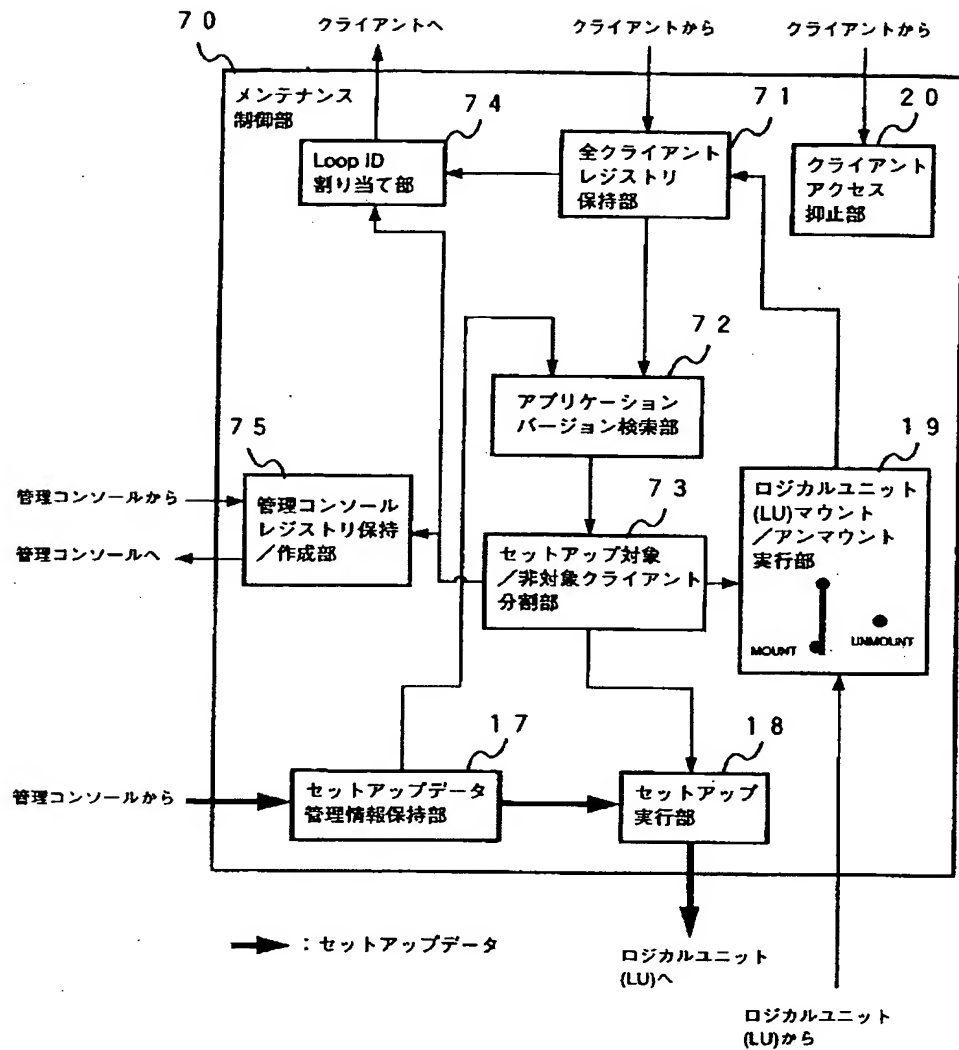 70
クライアントへ
クライアントから
クライアントから
メンテナンス
制御部
74
71
20
Loop ID
割り当て部
全クライアント
レジストリ
保持部
クライアント
アクセス
抑止部
72
アプリケーション
バージョン検索部
75
19
管理コンソールから
管理コンソールへ
管理コンソール
レジストリ保持
/作成部
73
セットアップ対象
/非対象クライアント
分割部
ロジカルユニット
(LU)マウント
/アンマウント
実行部
MOUNT
UNMOUNT
17
18
管理コンソールから
セットアップデータ
管理情報保持部
セットアップ
実行部
:セットアップデータ
ロジカルユニット
(LU)へ
ロジカルユニット
(LU)から